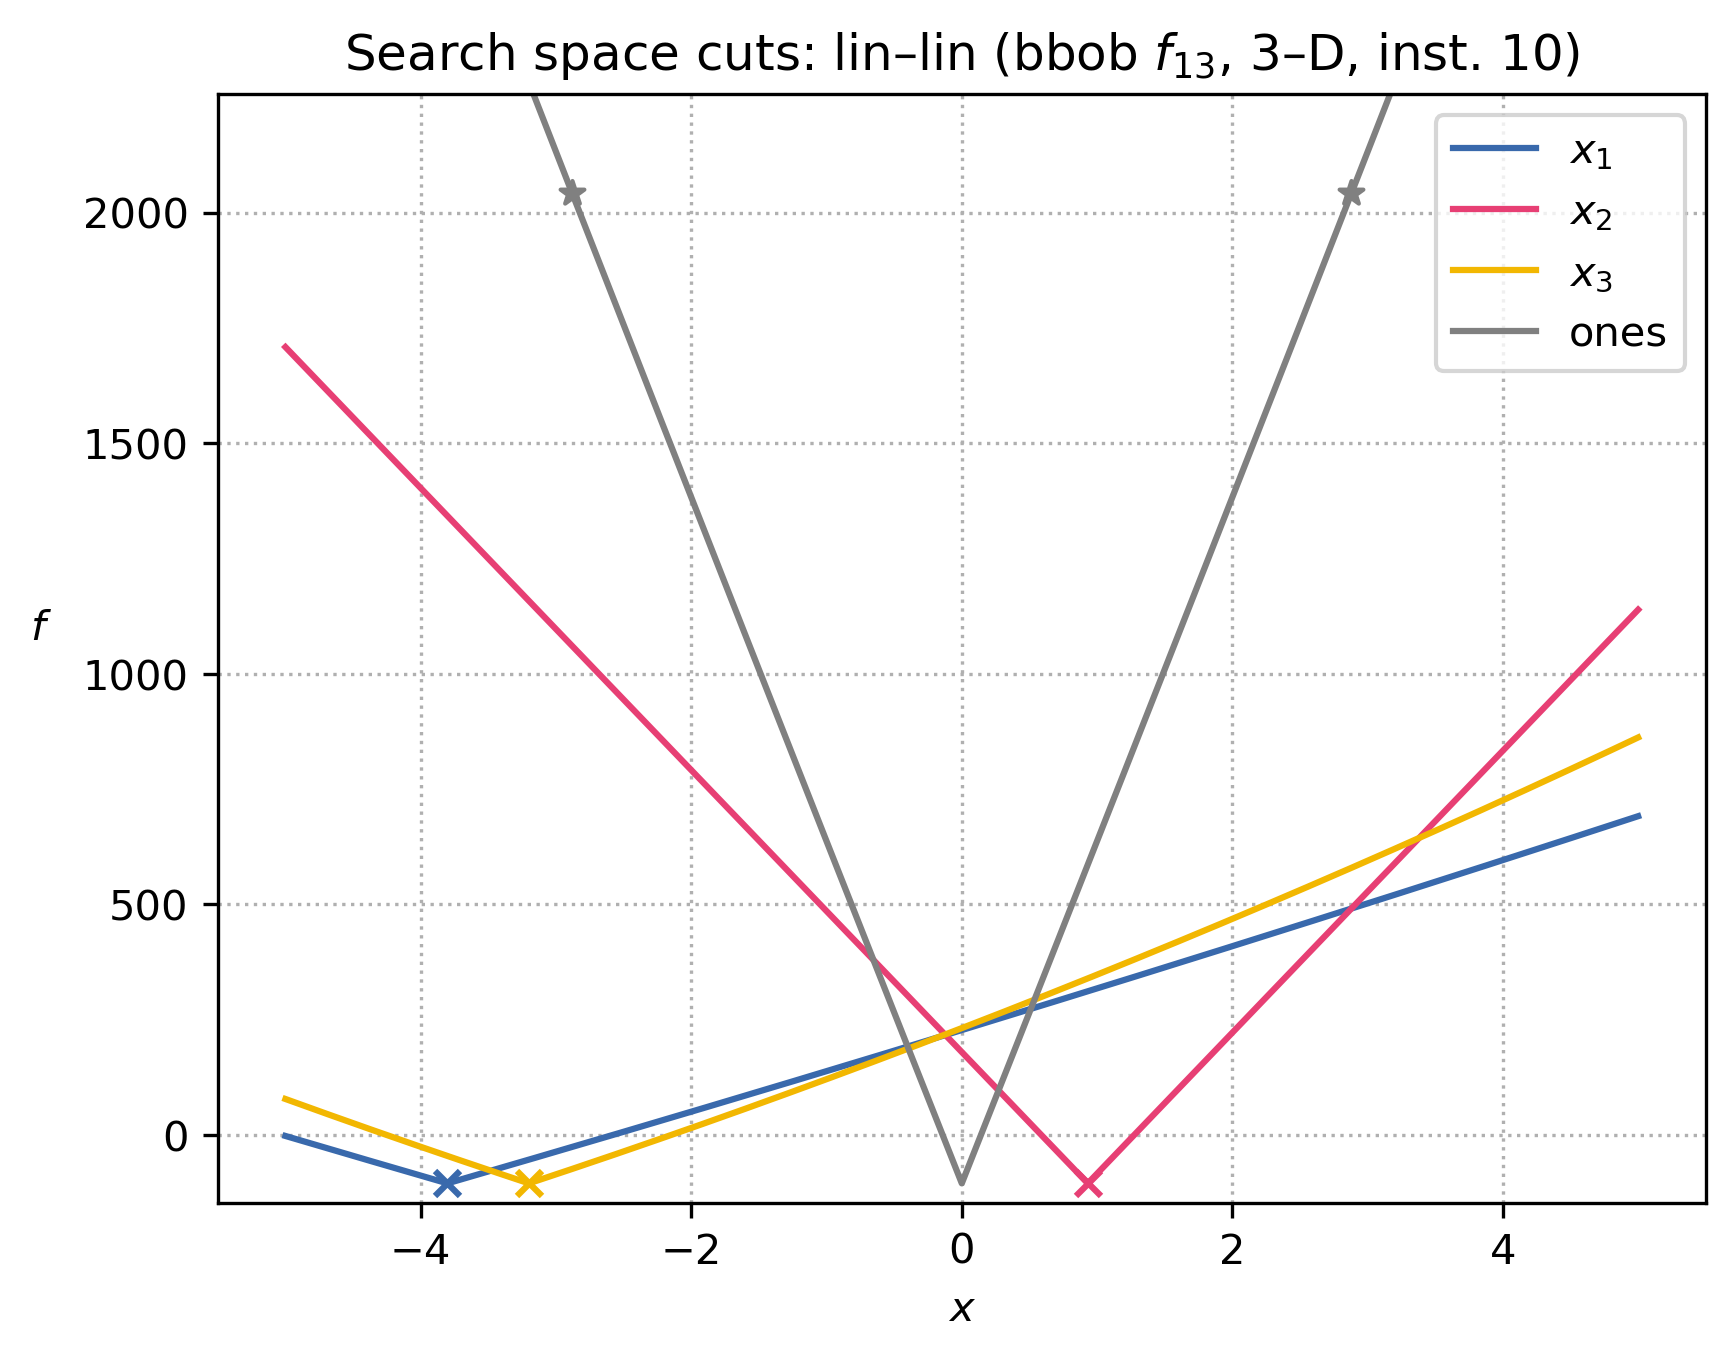 Search space cuts: lin–lin (bbob f13, 3–D, inst. 10)
x1
x2
x3
ones
2000
1500
1000
500
0
f
−4 −2 0 2 4
x